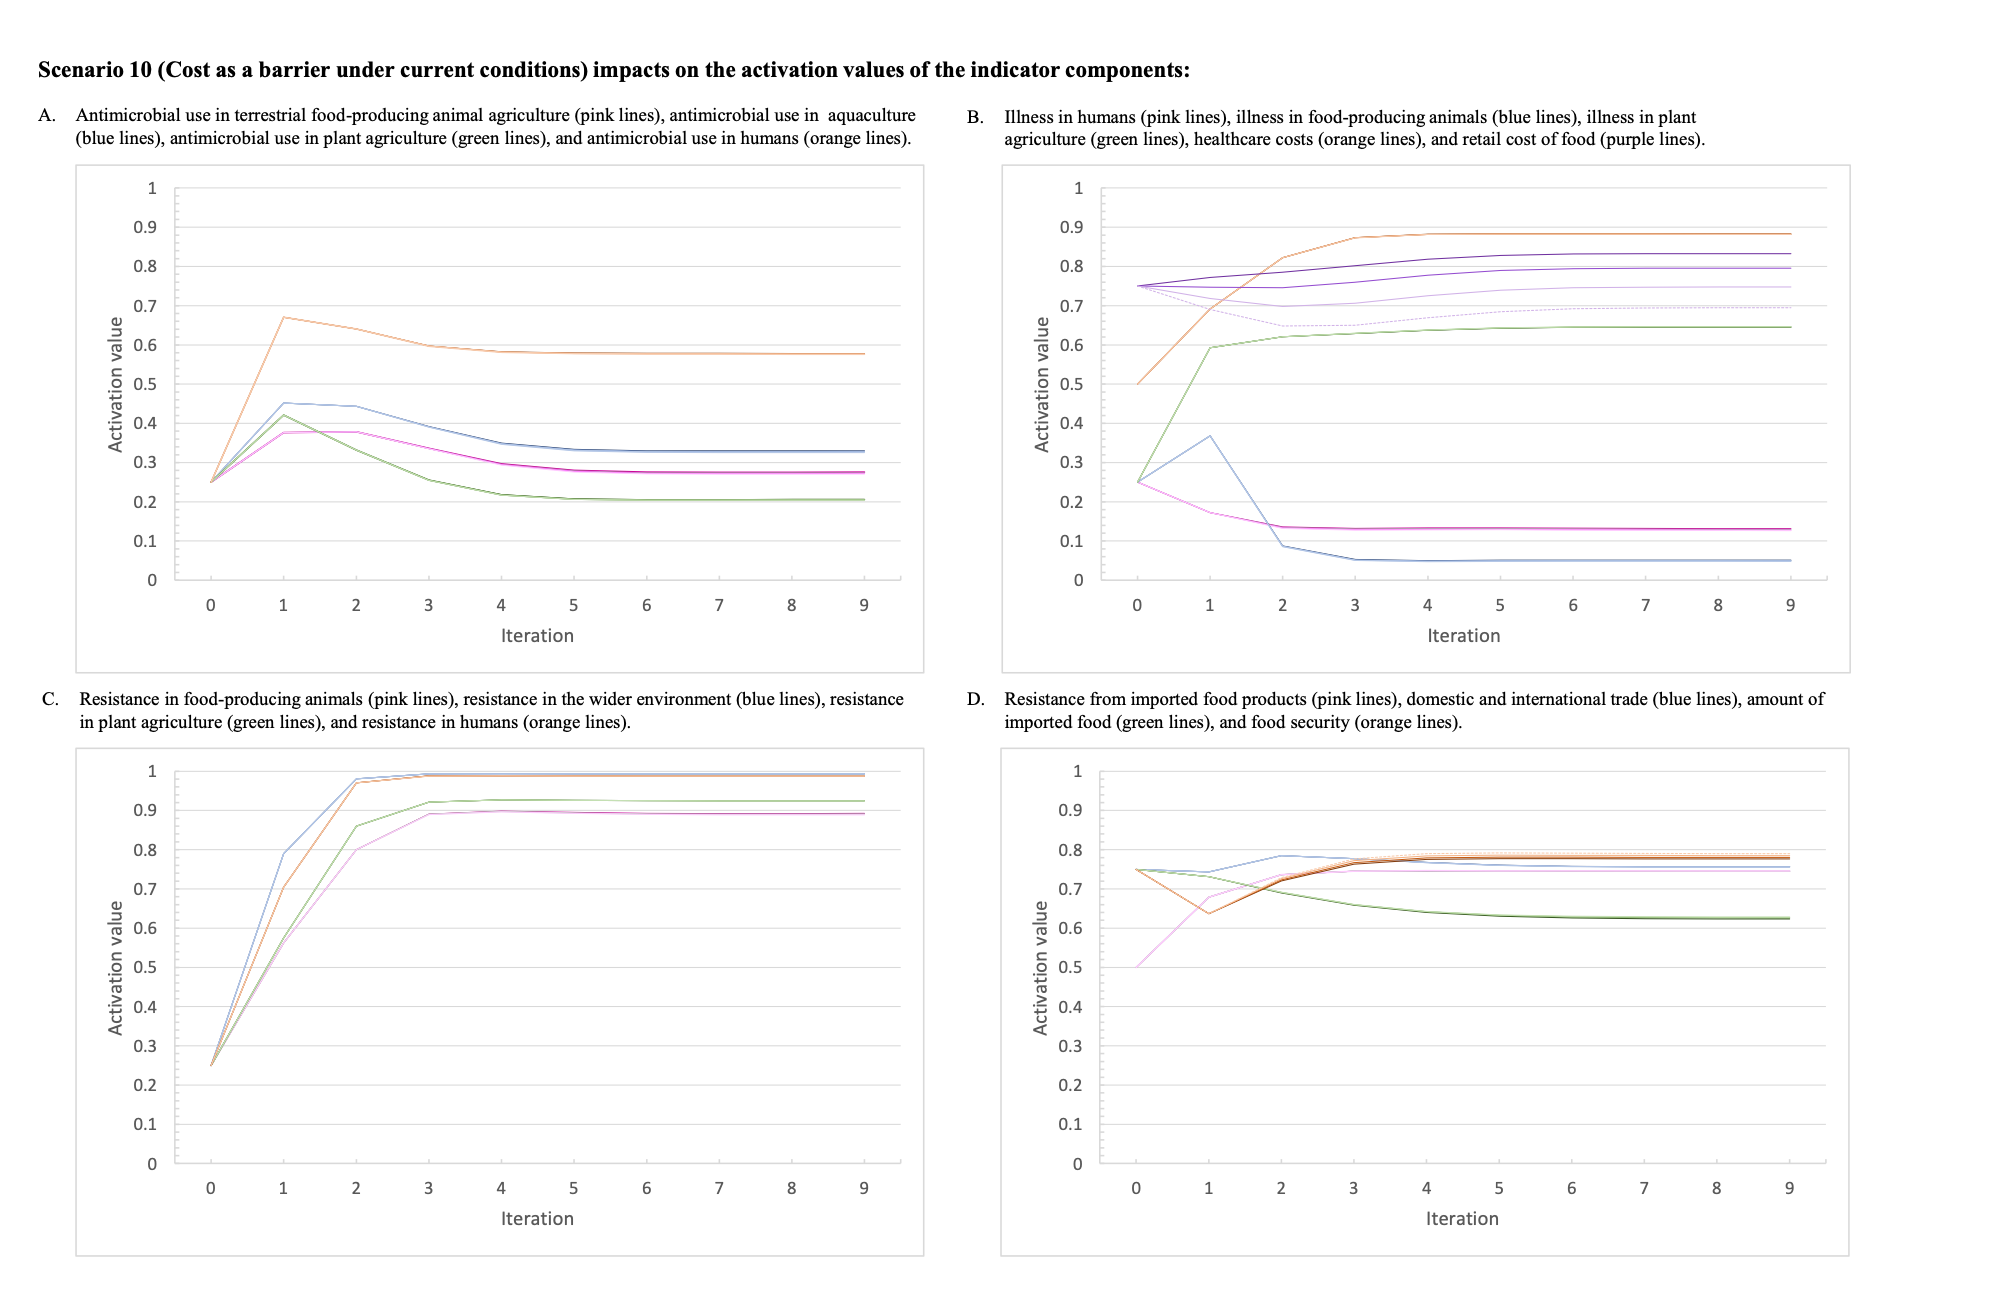 Scenario 10 (Cost as a barrier under current conditions) impacts on the activation values of the indicator components:
A. Antimicrobial use in terrestrial food-producing animal agriculture (pink lines), antimicrobial use in aquaculture
(blue lines), antimicrobial use in plant agriculture (green lines), and antimicrobial use in humans (orange lines).
1
0.9
0.8
0.7
0.6
0.5
0.4
0.3
0.2
0.1
0
Activation value
0 1 2 3 4 5 6 7 8 9
Iteration
B. Illness in humans (pink lines), illness in food-producing animals (blue lines), illness in plant
agriculture (green lines), healthcare costs (orange lines), and retail cost of food (purple lines).
1
0.9
0.8
0.7
0.6
0.5
0.4
0.3
0.2
0.1
0
Activation value
0 1 2 3 4 5 6 7 8 9
Iteration
C. Resistance in food-producing animals (pink lines), resistance in the wider environment (blue lines), resistance
in plant agriculture (green lines), and resistance in humans (orange lines).
1
0.9
0.8
0.7
0.6
0.5
0.4
0.3
0.2
0.1
0
Activation value
0 1 2 3 4 5 6 7 8 9
Iteration
D. Resistance from imported food products (pink lines), domestic and international trade (blue lines), amount of
imported food (green lines), and food security (orange lines).
1
0.9
0.8
0.7
0.6
0.5
0.4
0.3
0.2
0.1
0
Activation value
0 1 2 3 4 5 6 7 8 9
Iteration